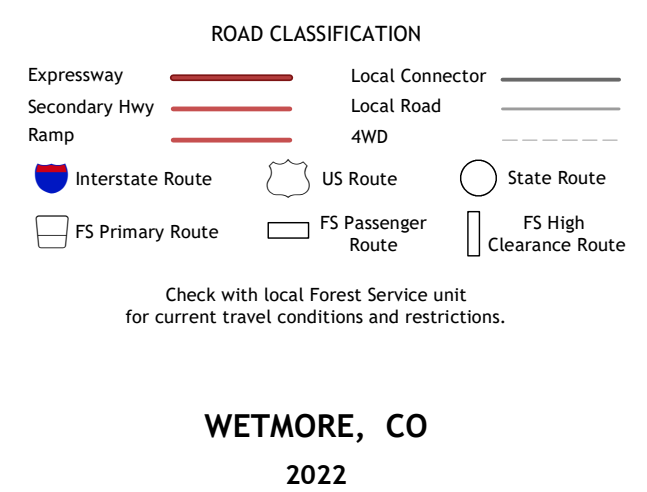 ROAD CLASSIFICATION
Expressway
Local Connector
Secondary Hwy
Local Road
Ramp
4WD
Interstate Route
US Route
State Route
FS Primary Route
FS Passenger
Route
FS High
Clearance Route
Check with local Forest Service unit
for current travel conditions and restrictions.
WETMORE, CO
2022